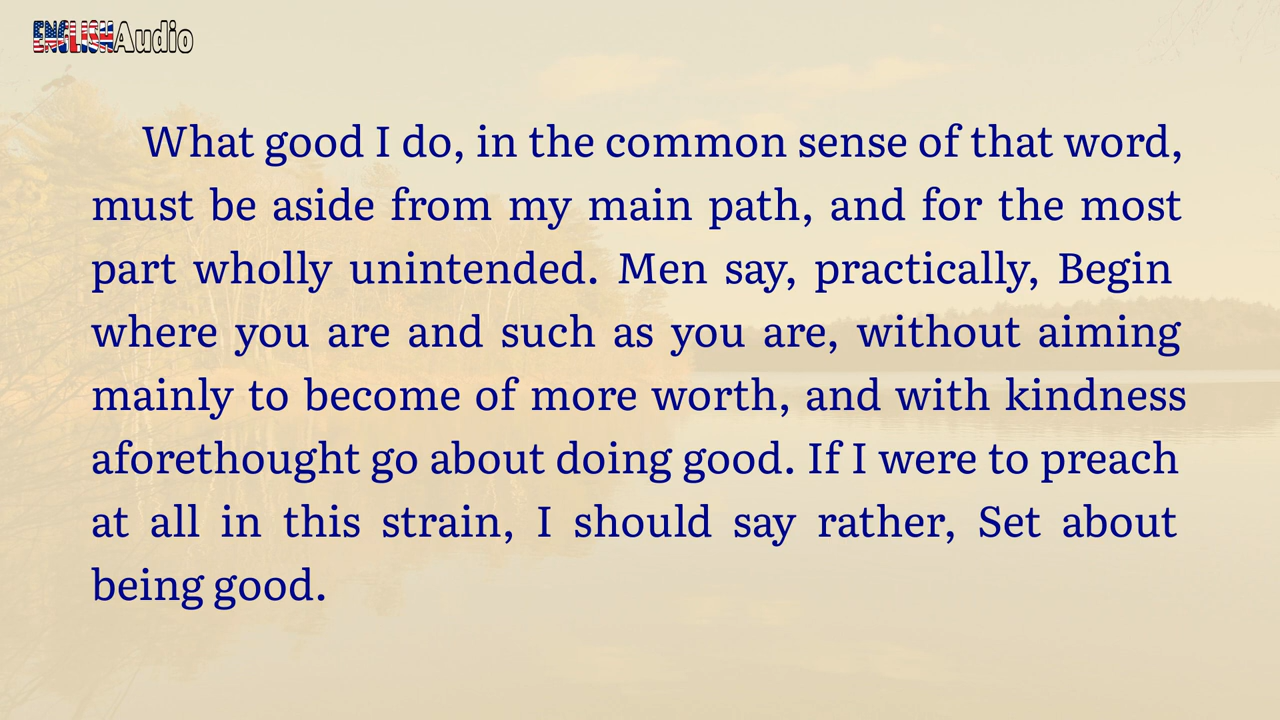 ENGLISHAudio
What good I do, in the common sense of that word,
must be aside from my main path, and for the most
part wholly unintended. Men say, practically, Begin
where you are and such as you are, without aiming
mainly to become of more worth, and with kindness
aforethought go about doing good. If I were to preach
at all in this strain, I should say rather, Set about
being good.